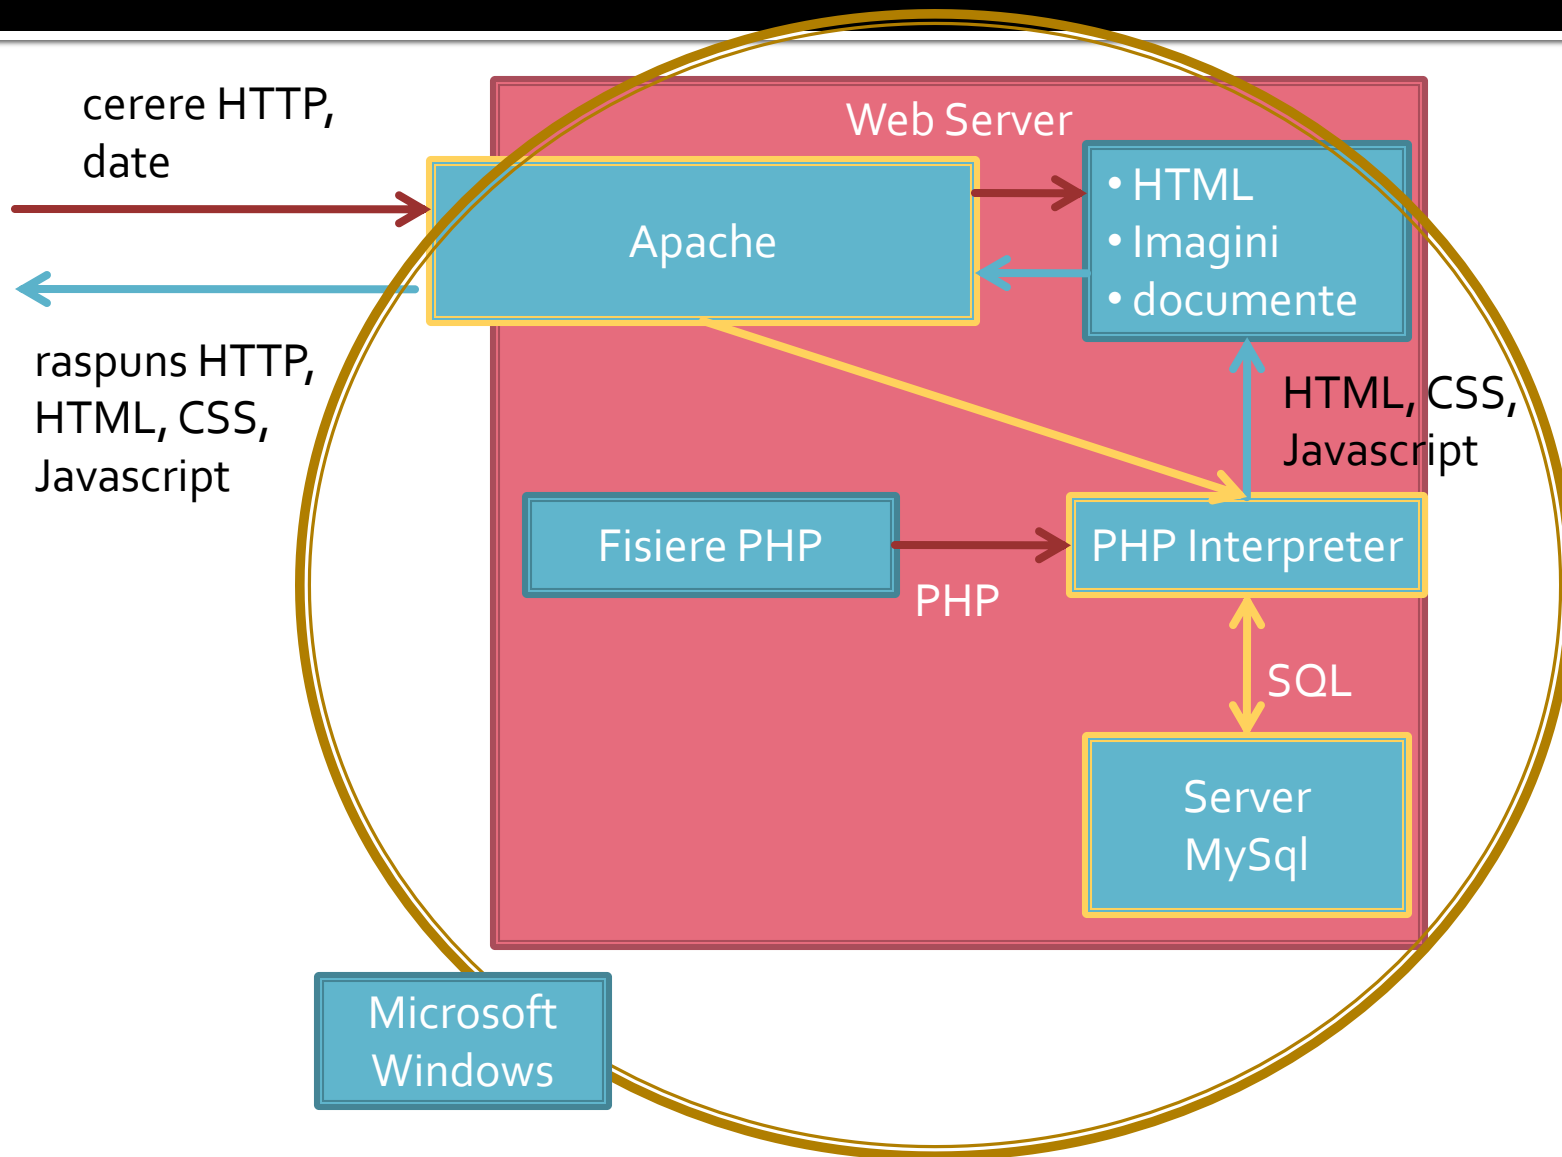 cerere HTTP,
date
Web Server
Apache
• HTML
• Imagini
• documente
raspuns HTTP,
HTML, CSS,
Javascript
HTML, CSS,
Javascript
Fisiere PHP
PHP
PHP Interpreter
SQL
Server
MySql
Microsoft
Windows